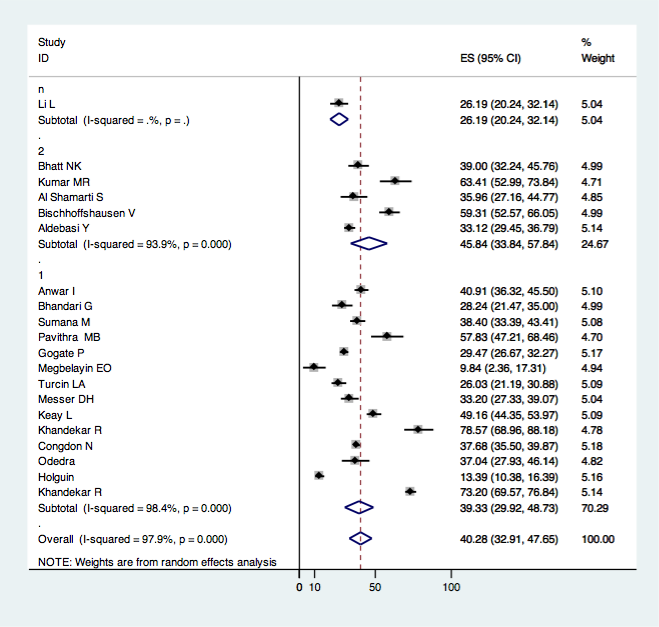 Study %
ID ES (95% CI) Weight
n
Li L 26.19 (20.24, 32.14) 5.04
Subtotal (I-squared = .%, p = .) 26.19 (20.24, 32.14) 5.04
.
2
Bhatt NK 39.00 (32.24, 45.76) 4.99
Kumar MR 63.41 (52.99, 73.84) 4.71
Al Shamarti S 35.96 (27.16, 44.77) 4.85
Bischhoffshausen V 59.31 (52.57, 66.05) 4.99
Aldebasi Y 33.12 (29.45, 36.79) 5.14
Subtotal (I-squared = 93.9%, p = 0.000) 45.84 (33.84, 57.84) 24.67
.
1
Anwar I 40.91 (36.32, 45.50) 5.10
Bhandari G 28.24 (21.47, 35.00) 4.99
Sumana M 38.40 (33.39, 43.41) 5.08
Pavithra MB 57.83 (47.21, 68.46) 4.70
Gogate P 29.47 (26.67, 32.27) 5.17
Megbelayin EO 9.84 (2.36, 17.31) 4.94
Turcin LA 26.03 (21.19, 30.88) 5.09
Messer DH 33.20 (27.33, 39.07) 5.04
Keay L 49.16 (44.35, 53.97) 5.09
Khandekar R 78.57 (68.96, 88.18) 4.78
Congdon N 37.68 (35.50, 39.87) 5.18
Odedra 37.04 (27.93, 46.14) 4.82
Holguin 13.39 (10.38, 16.39) 5.16
Khandekar R 73.20 (69.57, 76.84) 5.14
Subtotal (I-squared = 98.4%, p = 0.000) 39.33 (29.92, 48.73) 70.29
.
Overall (I-squared = 97.9%, p = 0.000) 40.28 (32.91, 47.65) 100.00
NOTE: Weights are from random effects analysis
0 10 50 100